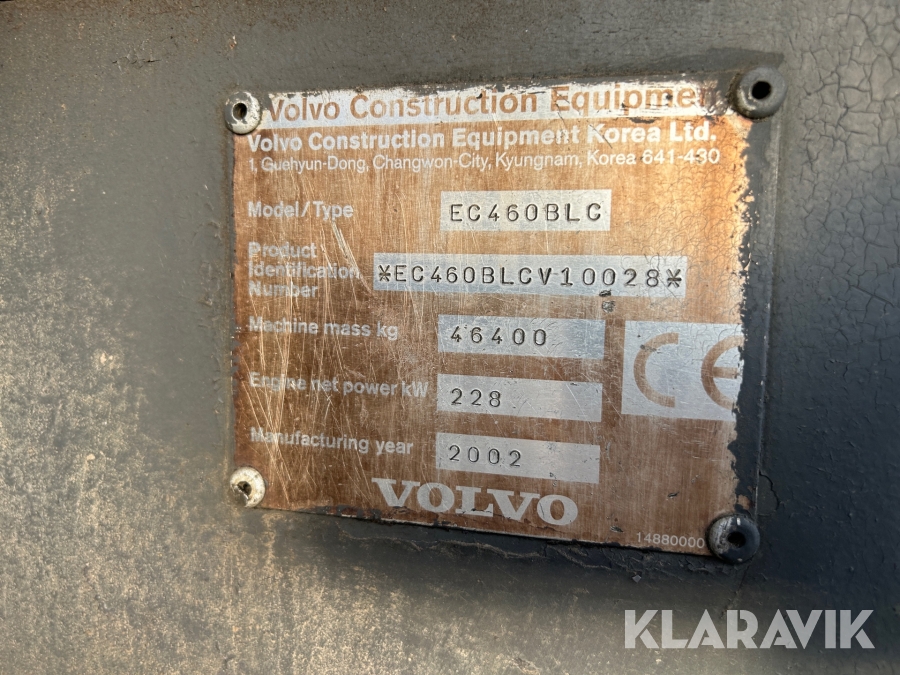 Volvo Construction Equipmen
Volvo Construction Equipment Korea Ltd.
1, Guehyun-Dong, Changwon-City, Kyungnam, Korea 641-430
Model/Type EC460BLC
Product
Identification
Number
*EC460BLCV10028*
Machine mass kg 46400
Engine net power kW 228
CE
Manufacturing year 2002
VOLVO
14880000
KLARAVIK